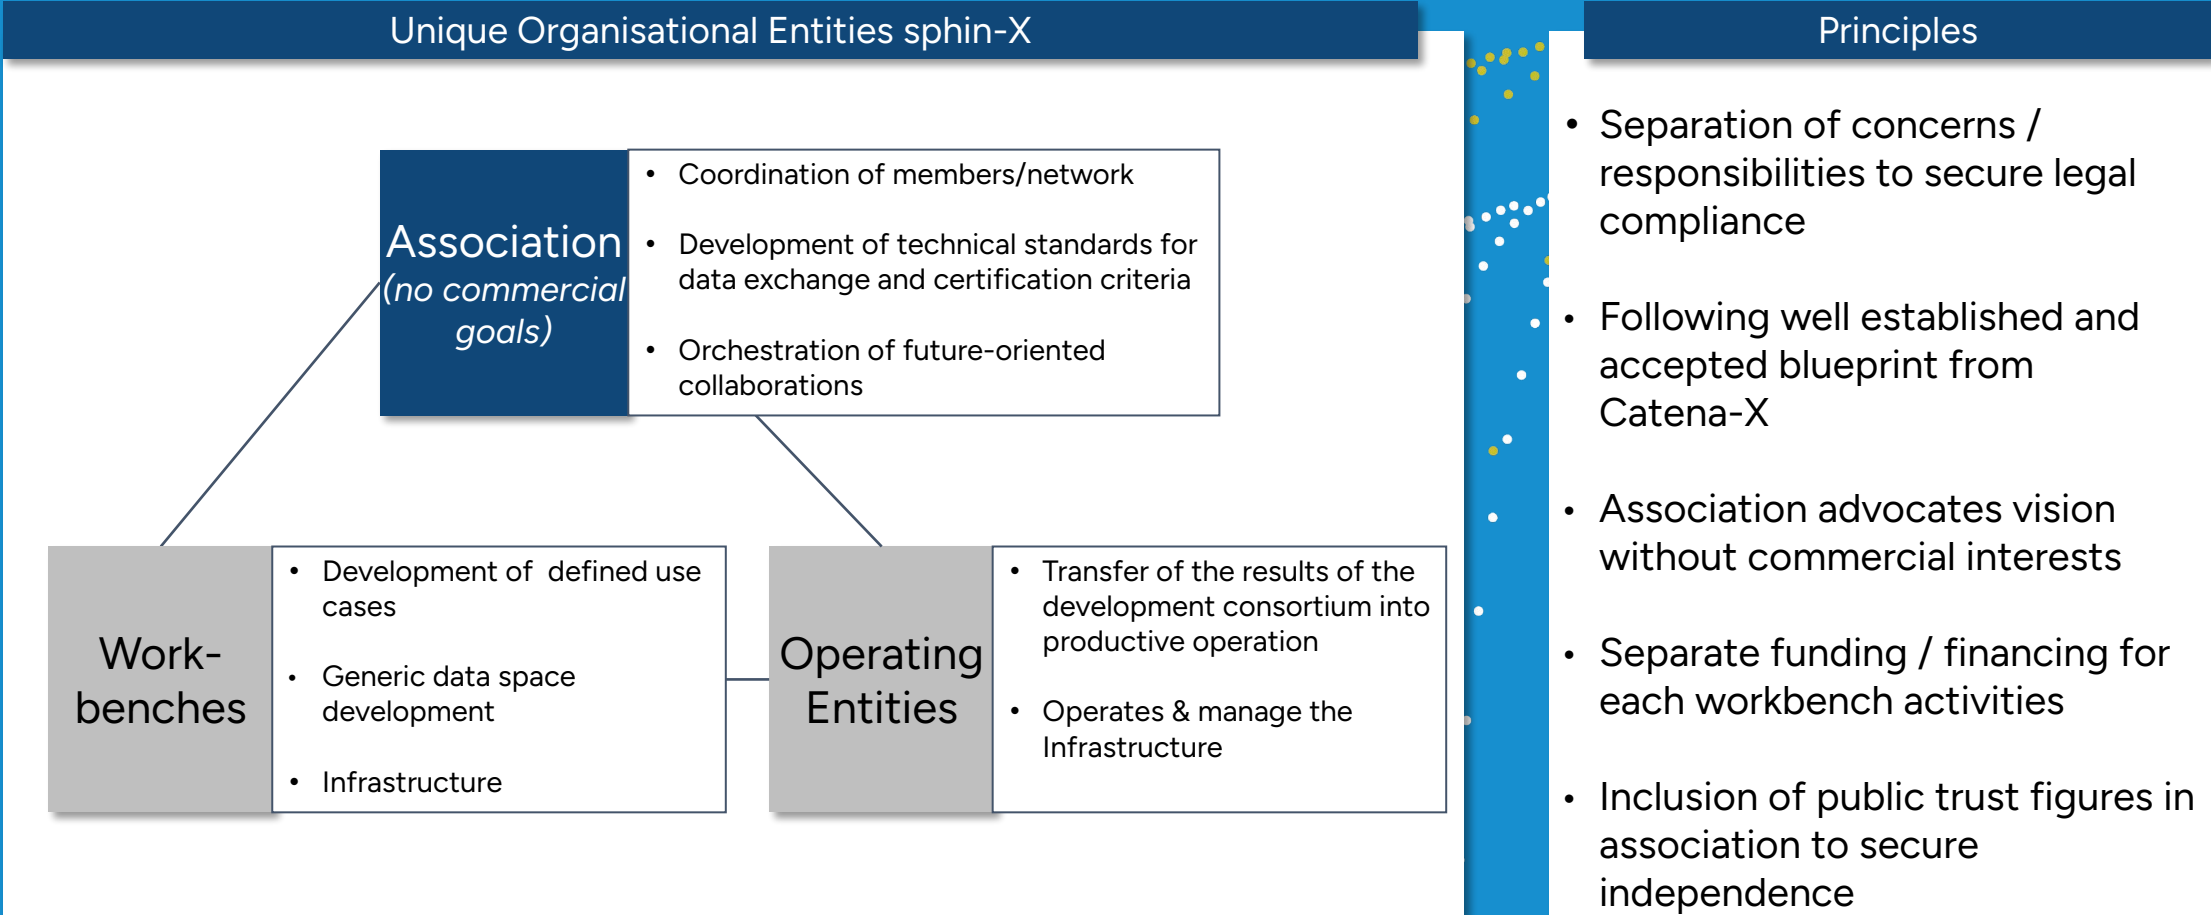 Unique Organisational Entities sphin-X
Association
(no commercial
goals)
• Coordination of members/network
• Development of technical standards for
data exchange and certification criteria
• Orchestration of future-oriented
collaborations
Work-
benches
• Development of  defined use
cases
• Generic data space
development
• Infrastructure
Operating
Entities
• Transfer of the results of the
development consortium into
productive operation
• Operates & manage the
Infrastructure
Principles
• Separation of concerns /
responsibilities to secure legal
compliance
• Following well established and
accepted blueprint from
Catena-X
• Association advocates vision
without commercial interests
• Separate funding / financing for
each workbench activities
• Inclusion of public trust figures in
association to secure
independence